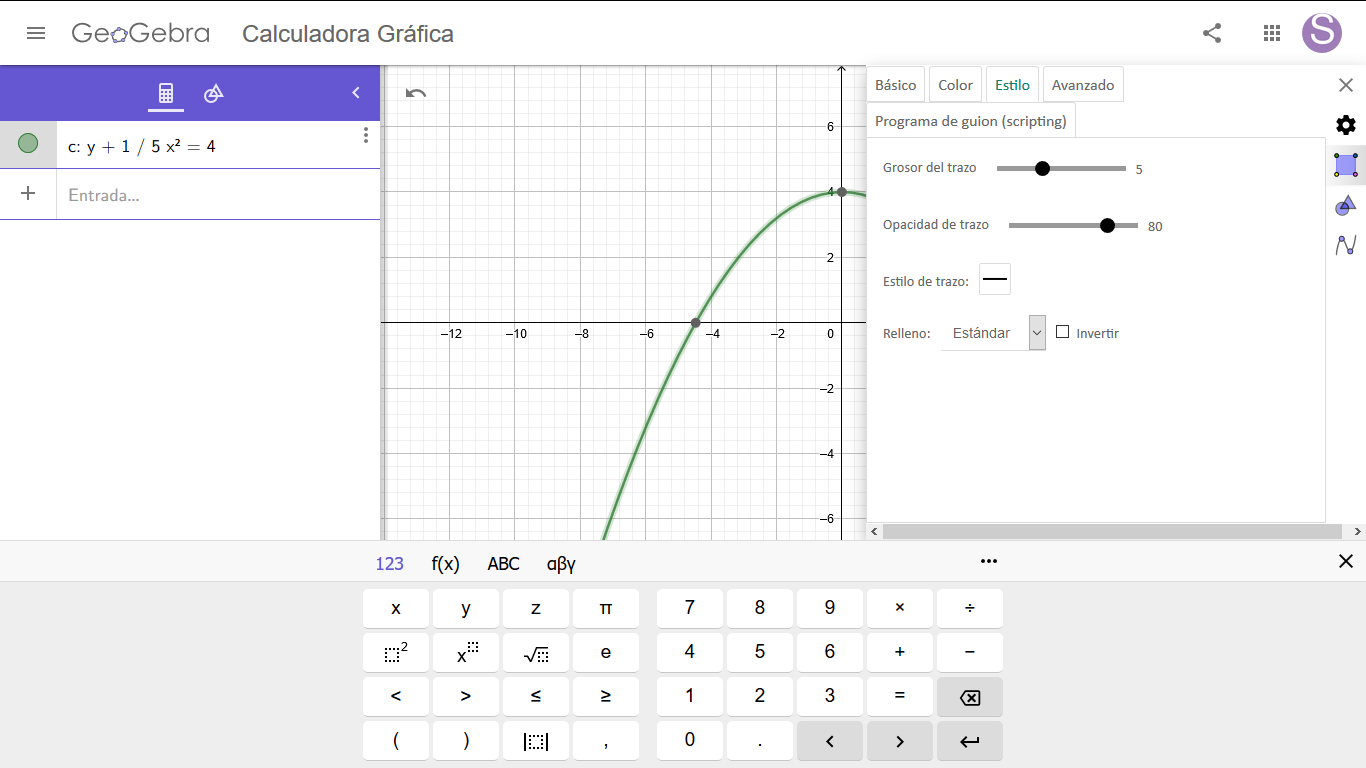 GeoGebra Calculadora Gráfica S
Básico Color Estilo Avanzado
Programa de guion (scripting)
c: y + 1 / 5 x² = 4
Entrada...
6
4
2
−12 −10 −8 −6 −4 −2 0
−2
−4
−6
Grosor del trazo 5
Opacidad de trazo 80
Estilo de trazo:
Relleno: Estándar Invertir
123 f(x) ABC αβγ ...
x y z π 7 8 9 × ÷
2 x √ e 4 5 6 + −
< > ≤ ≥ 1 2 3 =
( ) | | , 0 . < >